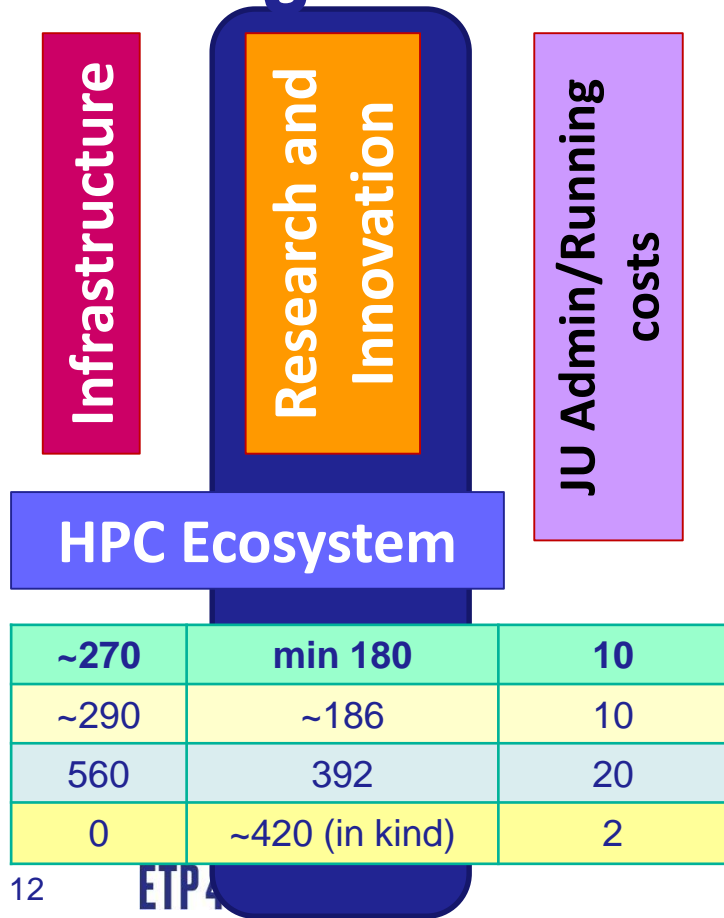 Infrastructure
Research and
Innovation
JU Admin/Running
costs
HPC Ecosystem
~270 min 180 10
~290 ~186 10
560 392 20
0 ~420 (in kind) 2
12 ETP4